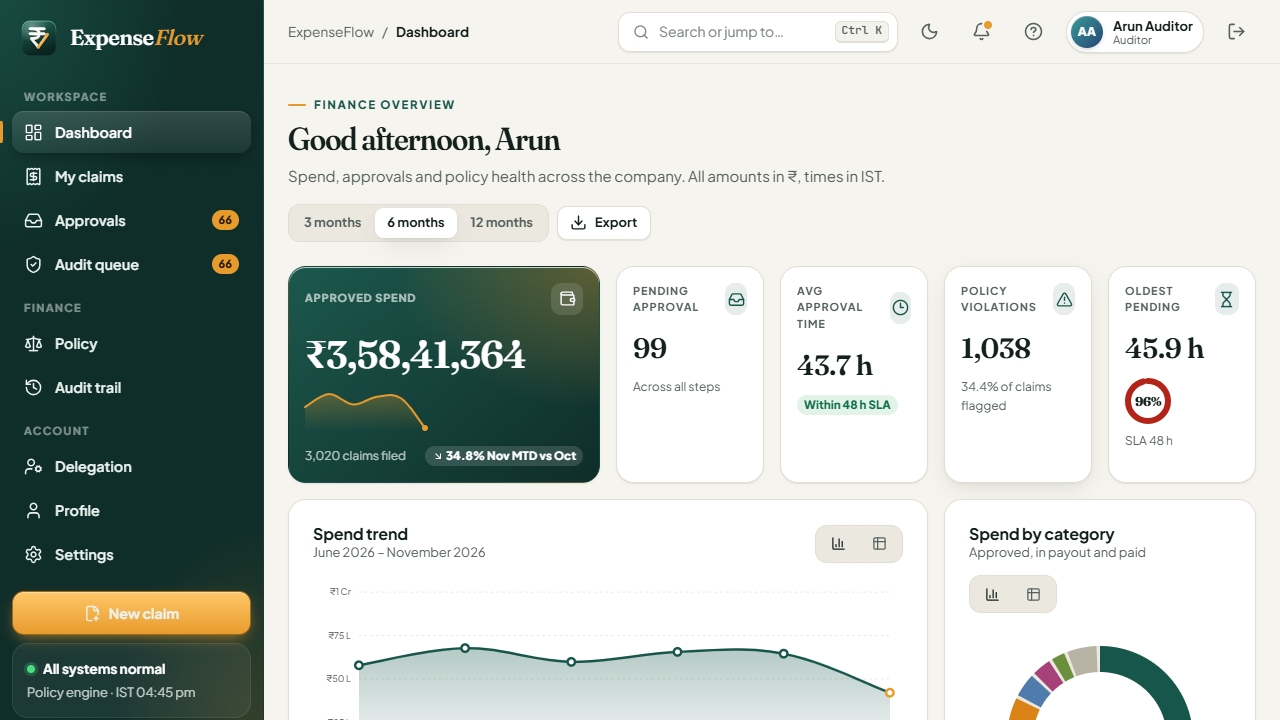 ExpenseFlow
WORKSPACE
Dashboard
My claims
Approvals 66
Audit queue 66
FINANCE
Policy
Audit trail
ACCOUNT
Delegation
Profile
Settings
New claim
All systems normal
Policy engine · IST 04:45 pm
ExpenseFlow / Dashboard
Search or jump to... Ctrl K
AA
Arun Auditor
Auditor
FINANCE OVERVIEW
Good afternoon, Arun
Spend, approvals and policy health across the company. All amounts in ₹, times in IST.
3 months 6 months 12 months Export
APPROVED SPEND
₹3,58,41,364
3,020 claims filed
34.8% Nov MTD vs Oct
PENDING
APPROVAL
99
Across all steps
AVG
APPROVAL
TIME
43.7 h
Within 48 h SLA
POLICY
VIOLATIONS
1,038
34.4% of claims
flagged
OLDEST
PENDING
45.9 h
96%
SLA 48 h
Spend trend
June 2026 – November 2026
₹1 Cr
₹75 L
₹50 L
Spend by category
Approved, in payout and paid